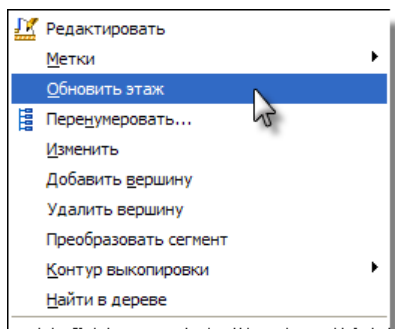 Редактировать
Метки
Обновить этаж
Перенумеровать...
Изменить
Добавить вершину
Удалить вершину
Преобразовать сегмент
Контур выкопировки
Найти в дереве